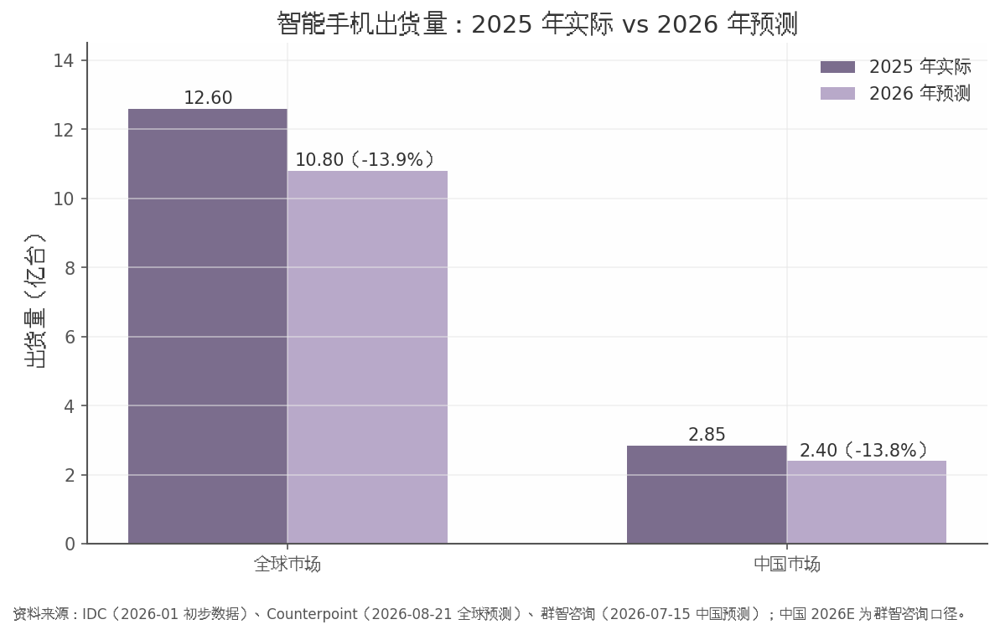 智能手机出货量：2025 年实际 vs 2026 年预测
14
12
10
8
6
4
2
0
出货量（亿台）
2025 年实际
2026 年预测
12.60
10.80（-13.9%）
2.85
2.40（-13.8%）
全球市场
中国市场
资料来源：IDC（2026-01 初步数据）、Counterpoint（2026-08-21 全球预测）、群智咨询（2026-07-15 中国预测）；中国 2026E 为群智咨询口径。